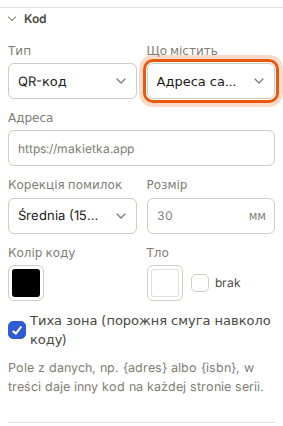 Kod
Тип
Що містить
QR-код
Адреса са...
Адреса
https://makietka.app
Корекція помилок
Розмір
Średnia (15...
30
мм
Колір коду
Тло
brak
Тиха зона (порожня смуга навколо
коду)
Pole z danych, np. {adres} albo {isbn}, w
treści daje inny kod na każdej stronie serii.